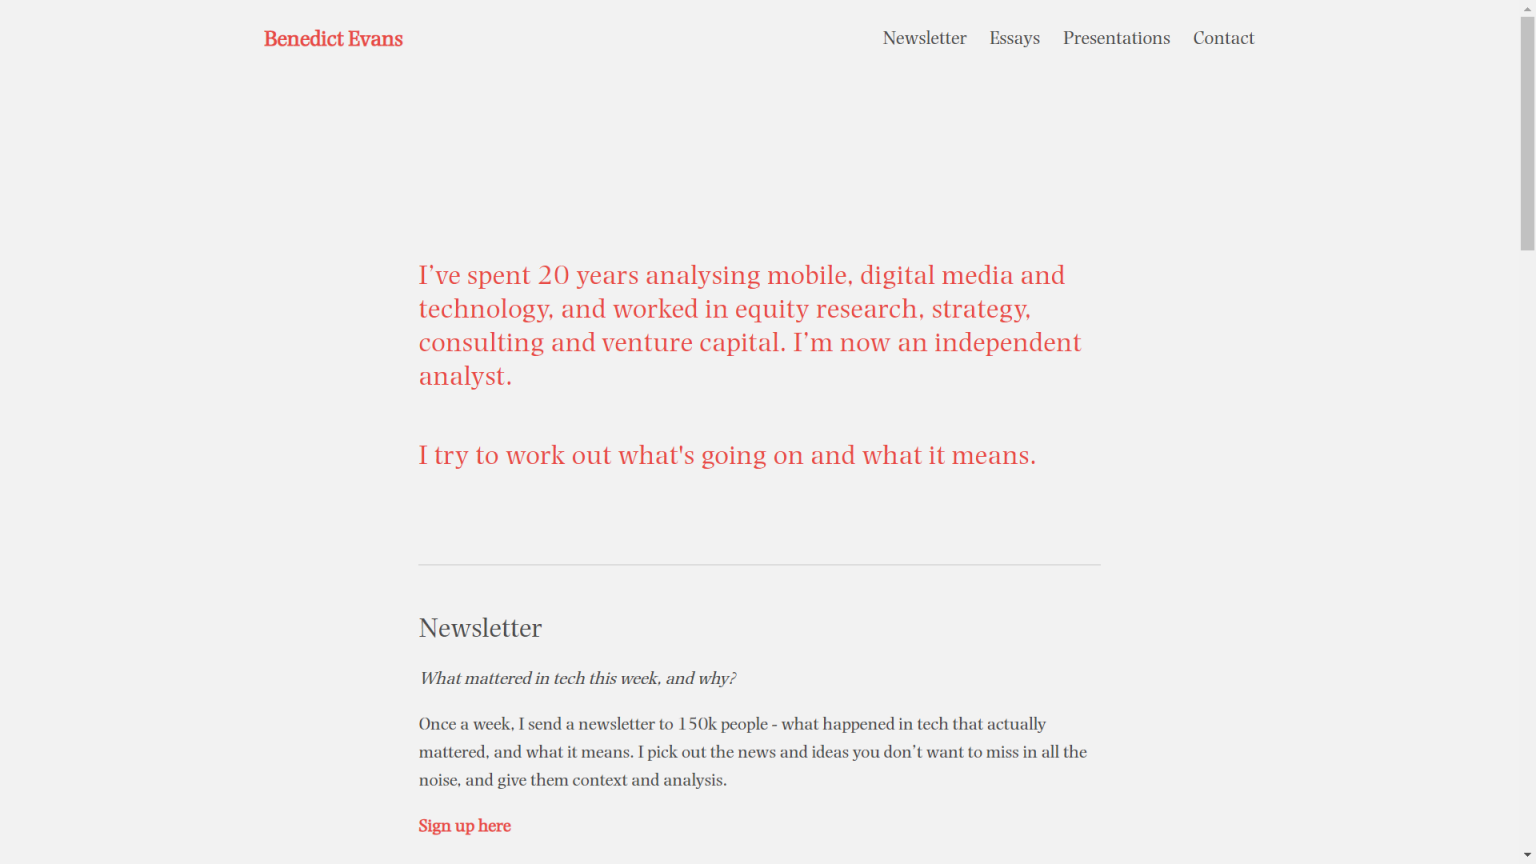 Benedict Evans
Newsletter
Essays
Presentations
Contact
I’ve spent 20 years analysing mobile, digital media and
technology, and worked in equity research, strategy,
consulting and venture capital. I’m now an independent
analyst.
I try to work out what's going on and what it means.
Newsletter
What mattered in tech this week, and why?
Once a week, I send a newsletter to 150k people - what happened in tech that actually
mattered, and what it means. I pick out the news and ideas you don’t want to miss in all the
noise, and give them context and analysis.
Sign up here